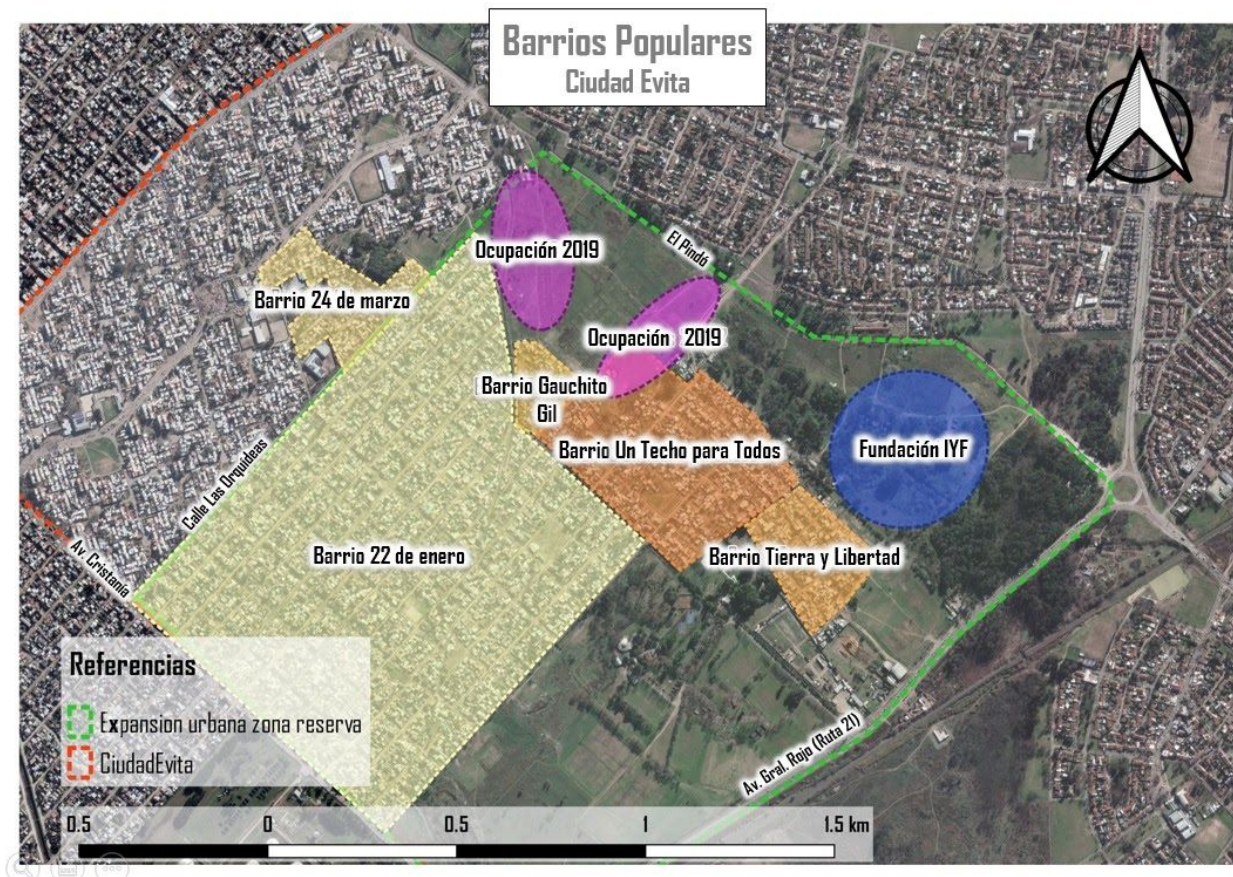 Barrios Populares
Ciudad Evita
El Pindó
Ocupación 2019
Barrio 24 de marzo
Ocupación 2019
Barrio Gauchito
Gil
Barrio Un Techo para Todos
Fundación IYF
Calle Las Orquídeas
Barrio 22 de enero
Barrio Tierra y Libertad
Av. Cristanía
Av. Gral. Rojo (Ruta 21)
Referencias
Expansion urbana zona reserva
CiudadEvita
0.5 0 0.5 1 1.5 km